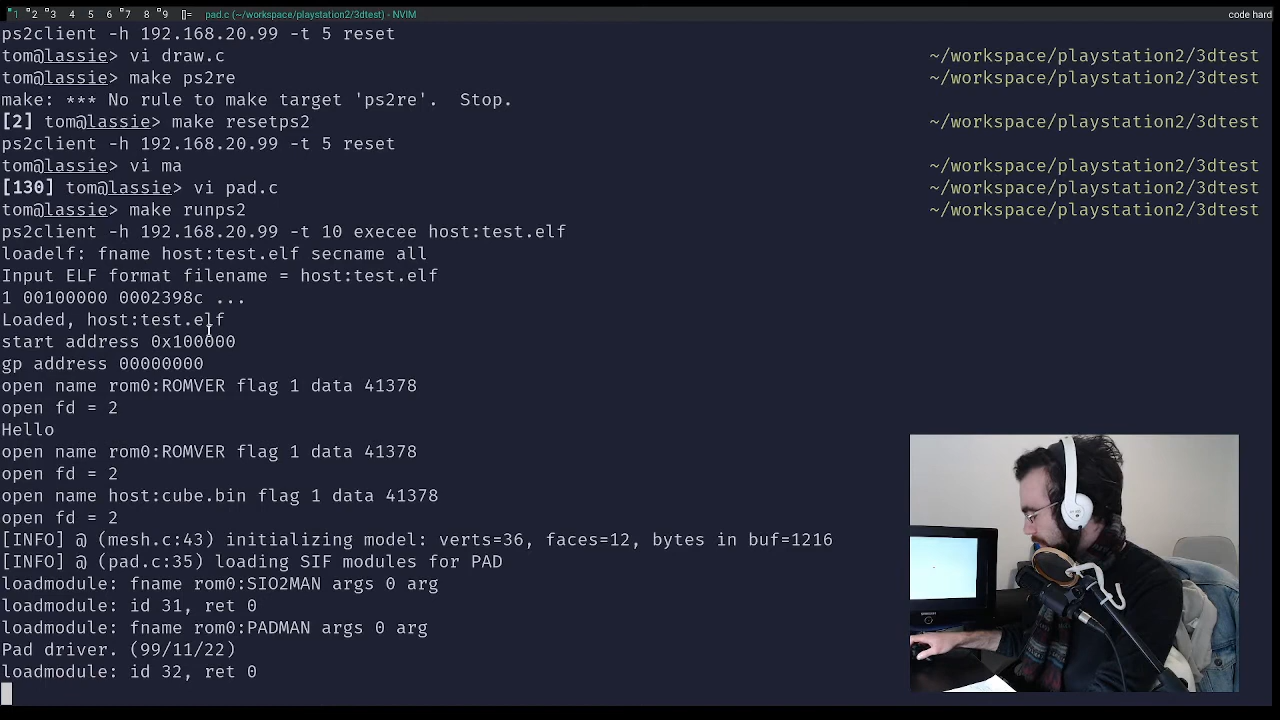 1 2 3 4 5 6 7 8 9 []= pad.c (~/workspace/playstation2/3dtest) - NVIM code hard
ps2client -h 192.168.20.99 -t 5 reset
tom@lassie> vi draw.c ~/workspace/playstation2/3dtest
tom@lassie> make ps2re ~/workspace/playstation2/3dtest
make: *** No rule to make target 'ps2re'.  Stop.
[2] tom@lassie> make resetps2 ~/workspace/playstation2/3dtest
ps2client -h 192.168.20.99 -t 5 reset
tom@lassie> vi ma ~/workspace/playstation2/3dtest
[130] tom@lassie> vi pad.c ~/workspace/playstation2/3dtest
tom@lassie> make runps2 ~/workspace/playstation2/3dtest
ps2client -h 192.168.20.99 -t 10 execee host:test.elf
loadelf: fname host:test.elf secname all
Input ELF format filename = host:test.elf
1 00100000 0002398c ...
Loaded, host:test.elf
start address 0x100000
gp address 00000000
open name rom0:ROMVER flag 1 data 41378
open fd = 2
Hello
open name rom0:ROMVER flag 1 data 41378
open fd = 2
open name host:cube.bin flag 1 data 41378
open fd = 2
[INFO] @ (mesh.c:43) initializing model: verts=36, faces=12, bytes in buf=1216
[INFO] @ (pad.c:35) loading SIF modules for PAD
loadmodule: fname rom0:SIO2MAN args 0 arg
loadmodule: id 31, ret 0
loadmodule: fname rom0:PADMAN args 0 arg
Pad driver. (99/11/22)
loadmodule: id 32, ret 0